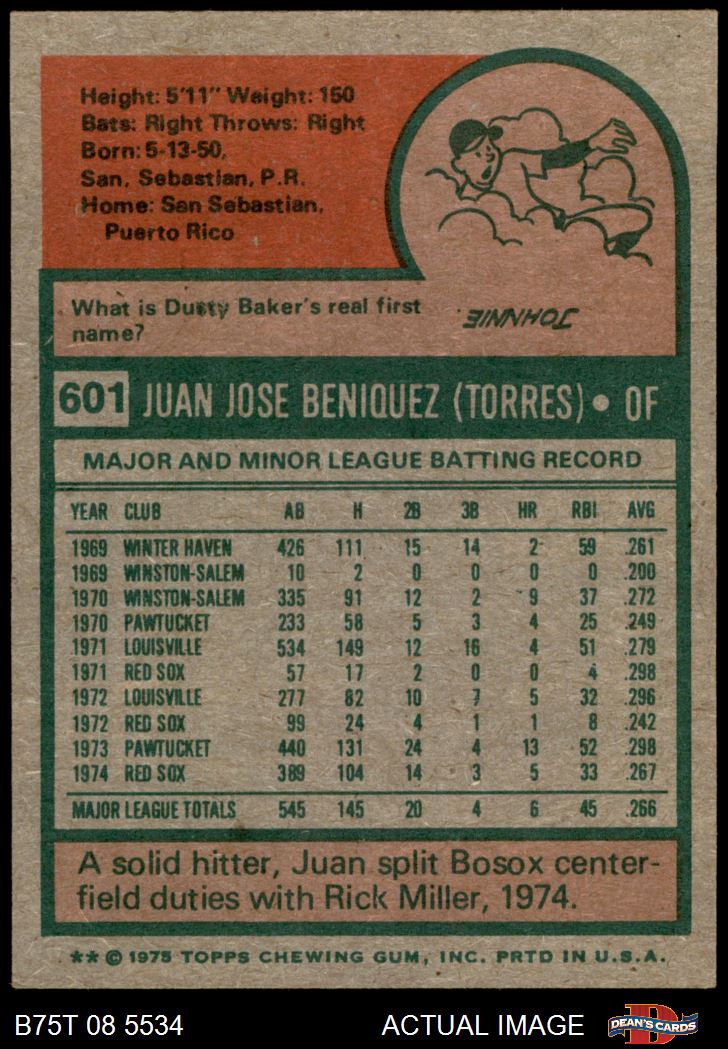 Height: 5'11" Weight: 150
Bats: Right Throws: Right
Born: 5-13-50,
San, Sebastian, P.R.
Home: San Sebastian,
Puerto Rico
What is Dusty Baker's real first
name?
JOHNNIE
601 JUAN JOSE BENIQUEZ (TORRES) • OF
MAJOR AND MINOR LEAGUE BATTING RECORD
YEAR CLUB AB H 2B 3B HR RBI AVG
1969 WINTER HAVEN 426 111 15 14 2 59 .261
1969 WINSTON-SALEM 10 2 0 0 0 0 .200
1970 WINSTON-SALEM 335 91 12 2 9 37 .272
1970 PAWTUCKET 233 58 5 3 4 25 .249
1971 LOUISVILLE 534 149 12 16 4 51 .279
1971 RED SOX 57 17 2 0 0 4 .298
1972 LOUISVILLE 277 82 10 7 5 32 .296
1972 RED SOX 99 24 4 1 1 8 .242
1973 PAWTUCKET 440 131 24 4 13 52 .298
1974 RED SOX 389 104 14 3 5 33 .267
MAJOR LEAGUE TOTALS 545 145 20 4 6 45 .266
A solid hitter, Juan split Bosox center-
field duties with Rick Miller, 1974.
** © 1975 TOPPS CHEWING GUM, INC. PRTD IN U.S.A.
B75T 08 5534 ACTUAL IMAGE D DEAN'S CARDS